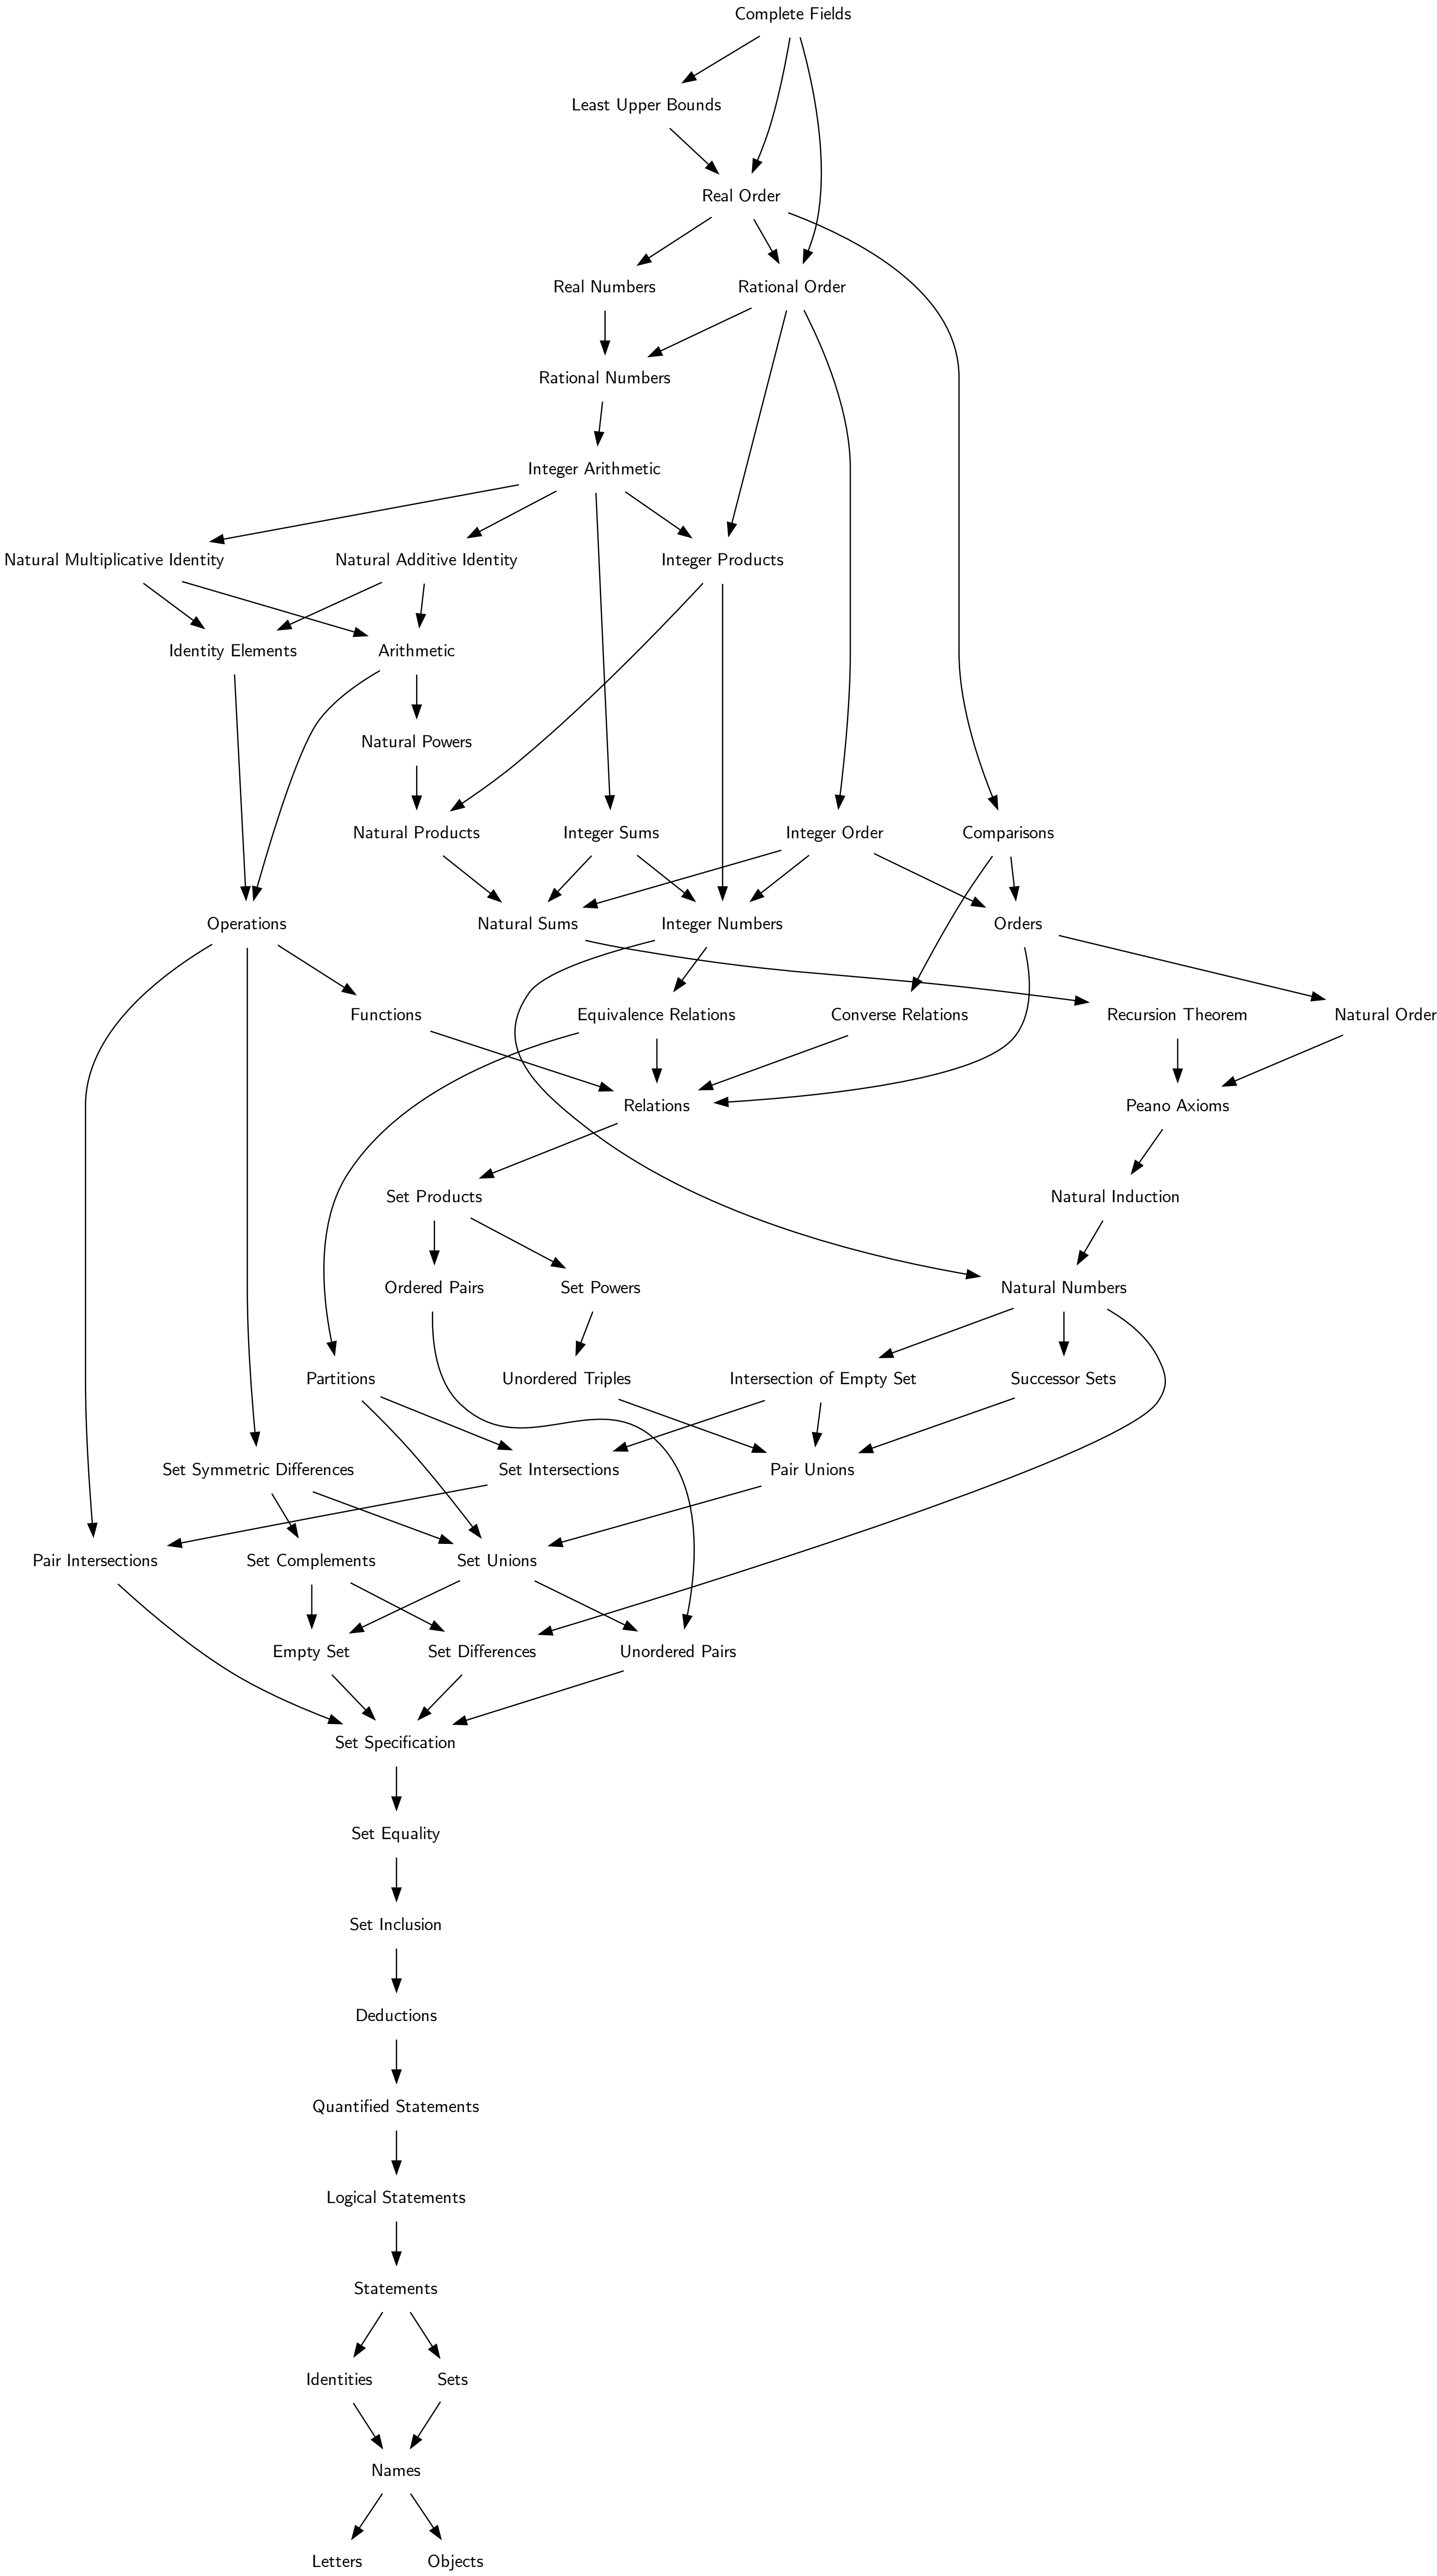 Complete Fields
Least Upper Bounds
Real Order
Real Numbers
Rational Order
Rational Numbers
Integer Arithmetic
Natural Multiplicative Identity
Natural Additive Identity
Integer Products
Identity Elements
Arithmetic
Natural Powers
Natural Products
Integer Sums
Integer Order
Comparisons
Operations
Natural Sums
Integer Numbers
Orders
Functions
Equivalence Relations
Converse Relations
Recursion Theorem
Natural Order
Relations
Peano Axioms
Set Products
Natural Induction
Ordered Pairs
Set Powers
Natural Numbers
Partitions
Unordered Triples
Intersection of Empty Set
Successor Sets
Set Symmetric Differences
Set Intersections
Pair Unions
Pair Intersections
Set Complements
Set Unions
Empty Set
Set Differences
Unordered Pairs
Set Specification
Set Equality
Set Inclusion
Deductions
Quantified Statements
Logical Statements
Statements
Identities
Sets
Names
Letters
Objects